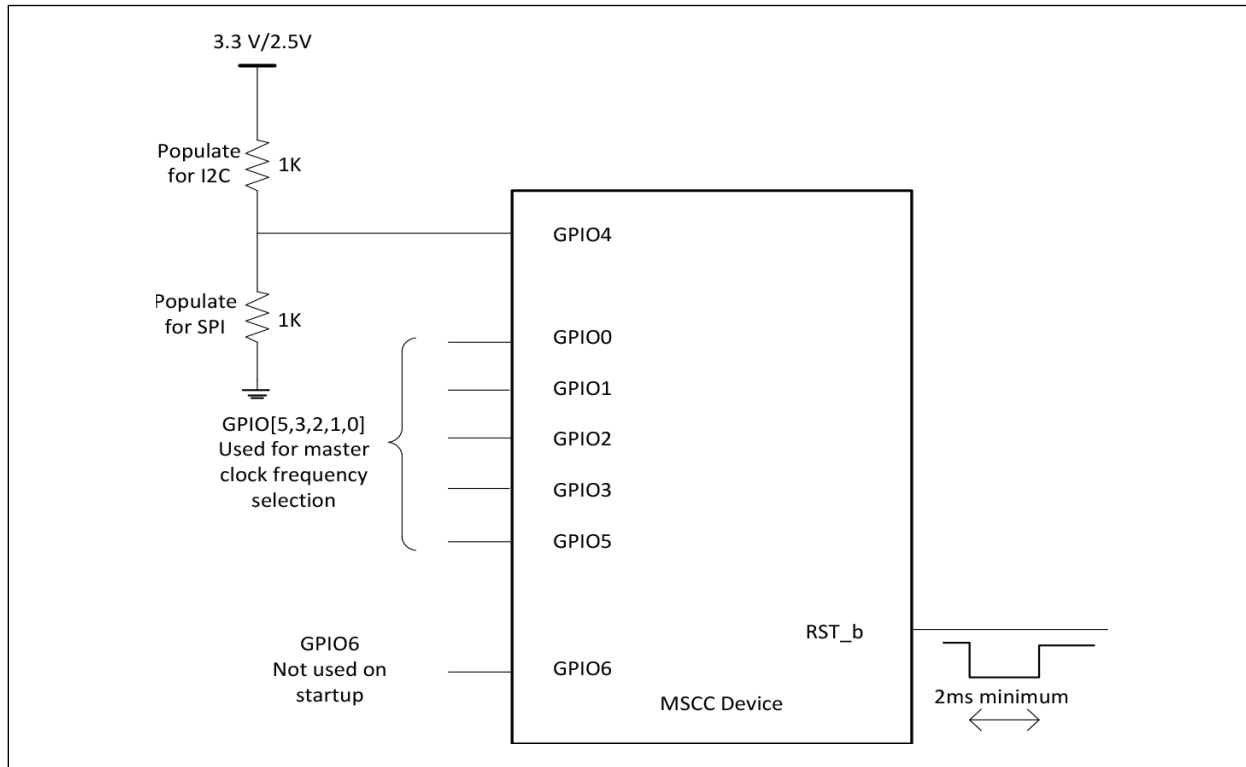 3.3 V/2.5V
Populate
for I2C
1K
GPIO4
Populate
for SPI
1K
GPIO0
GPIO1
GPIO[5,3,2,1,0]
Used for master
clock frequency
selection
GPIO2
GPIO3
GPIO5
RST_b
GPIO6
Not used on
startup
GPIO6
2ms minimum
MSCC Device